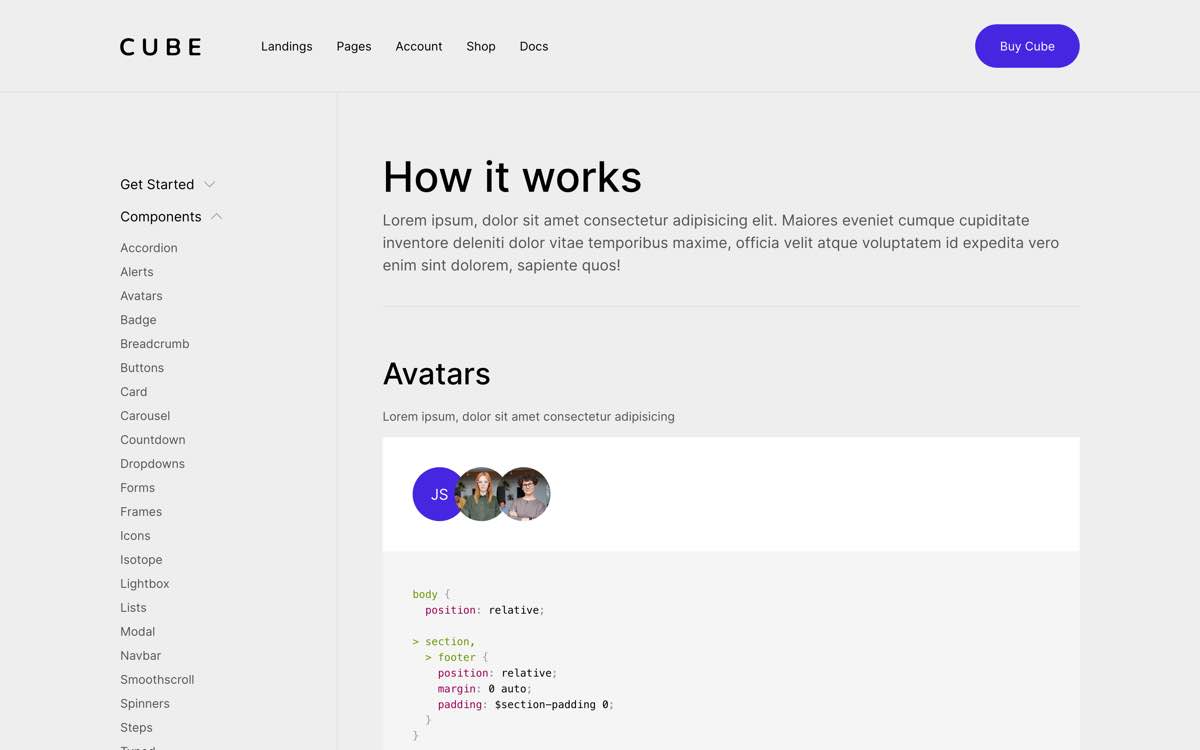 CUBE
Landings
Pages
Account
Shop
Docs
Buy Cube
Get Started
Components
Accordion
Alerts
Avatars
Badge
Breadcrumb
Buttons
Card
Carousel
Countdown
Dropdowns
Forms
Frames
Icons
Isotope
Lightbox
Lists
Modal
Navbar
Smoothscroll
Spinners
Steps
How it works
Lorem ipsum, dolor sit amet consectetur adipisicing elit. Maiores eveniet cumque cupiditate
inventore deleniti dolor vitae temporibus maxime, officia velit atque voluptatem id expedita vero
enim sint dolorem, sapiente quos!
Avatars
Lorem ipsum, dolor sit amet consectetur adipisicing
JS
body {
  position: relative;
> section,
  > footer {
    position: relative;
    margin: 0 auto;
    padding: $section-padding 0;
  }
}